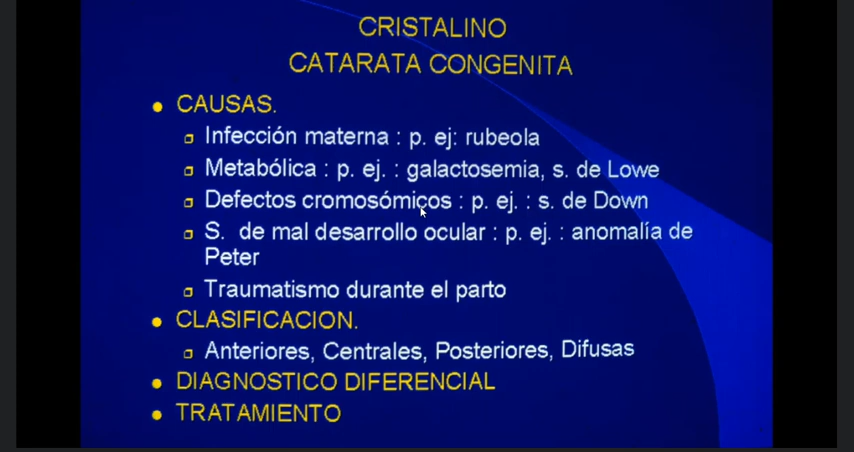 CRISTALINO
CATARATA CONGENITA
CAUSAS.
Infección materna : p. ej: rubeola
Metabólica : p. ej. : galactosemia, s. de Lowe
Defectos cromosómicos : p. ej. : s. de Down
S. de mal desarrollo ocular : p. ej. : anomalía de
Peter
Traumatismo durante el parto
CLASIFICACION.
Anteriores, Centrales, Posteriores, Difusas
DIAGNOSTICO DIFERENCIAL
TRATAMIENTO